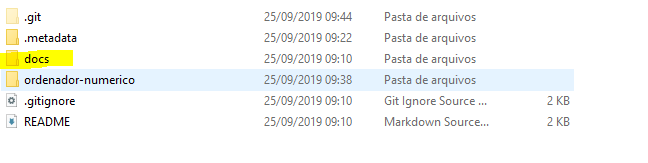 .git 25/09/2019 09:44 Pasta de arquivos
.metadata 25/09/2019 09:22 Pasta de arquivos
docs 25/09/2019 09:10 Pasta de arquivos
ordenador-numerico 25/09/2019 09:38 Pasta de arquivos
.gitignore 25/09/2019 09:10 Git Ignore Source ... 2 KB
README 25/09/2019 09:10 Markdown Source... 2 KB